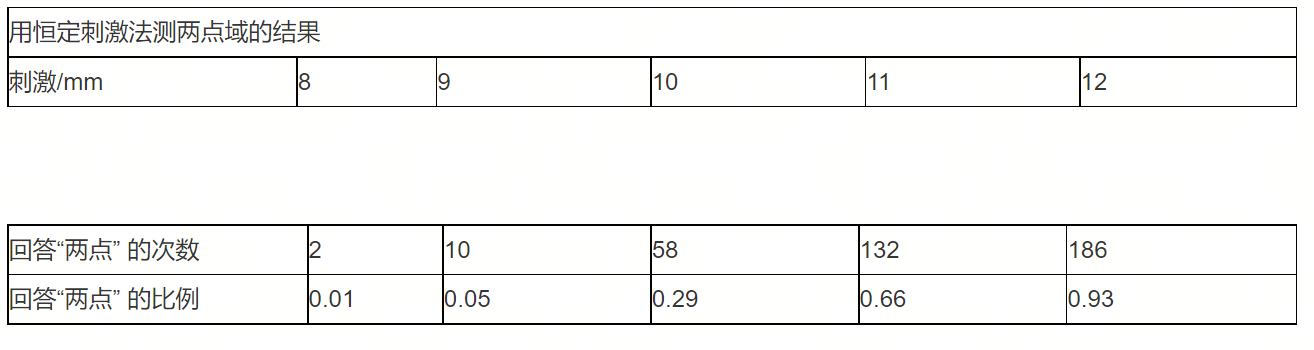 用恒定刺激法测两点域的结果
刺激/mm 8 9 10 11 12
回答“两点” 的次数 2 10 58 132 186
回答“两点” 的比例 0.01 0.05 0.29 0.66 0.93